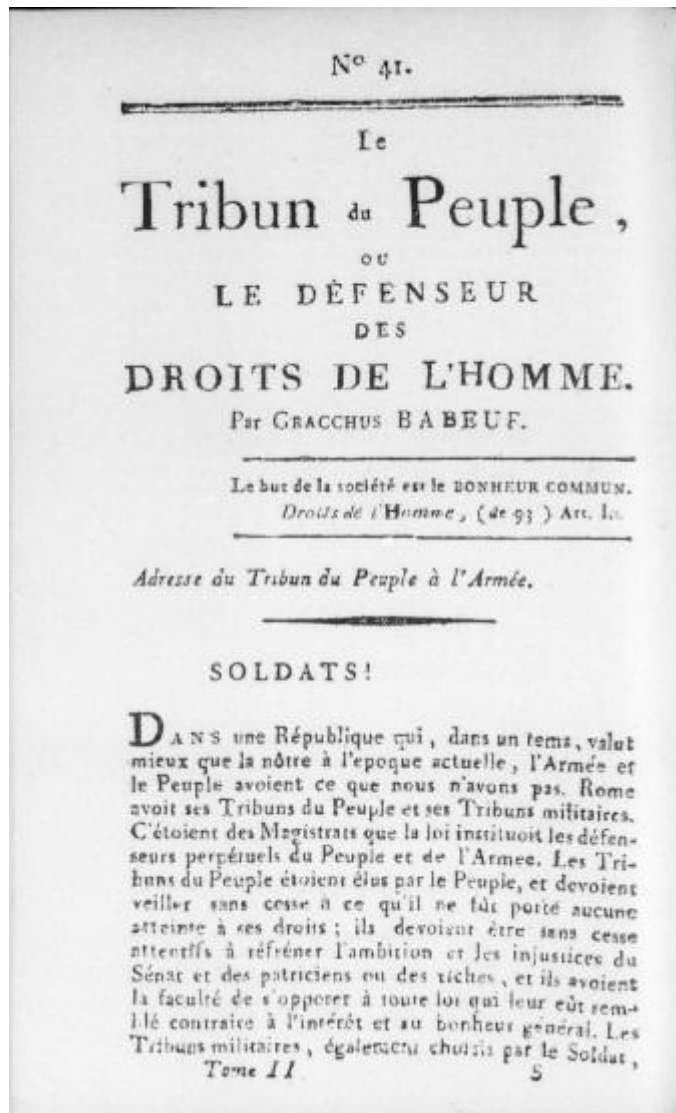 Nº 41.
Le
Tribun du Peuple,
ou
LE DÉFENSEUR
DES
DROITS DE L'HOMME.
Par GRACCHUS BABEUF.
Le but de la société est le BONHEUR COMMUN.
Droits de l'Homme, (de 93) Art. 1er.
Adresse du Tribun du Peuple à l'Armée.
SOLDATS!
DANS une République qui, dans un tems, valut
mieux que la nôtre à l'epoque actuelle, l'Armée et
le Peuple avoient ce que nous n'avons pas. Rome
avoit ses Tribuns du Peuple et ses Tribuns militaires.
C'étoient des Magistrats que la loi instituoit les défen-
seurs perpétuels du Peuple et de l'Armee. Les Tri-
buns du Peuple étoient élus par le Peuple, et devoient
veiller sans cesse à ce qu'il ne fût porté aucune
atteinte à ses droits; ils devoient être sans cesse
attentifs à réfréner l'ambition et les injustices du
Sénat et des patriciens ou des riches, et ils avoient
la faculté de s'opposer à toute loi qui leur eût sem-
blé contraire à l'intérêt et au bonheur général. Les
Tribuns militaires, également choisis par le Soldat,
Tome II S